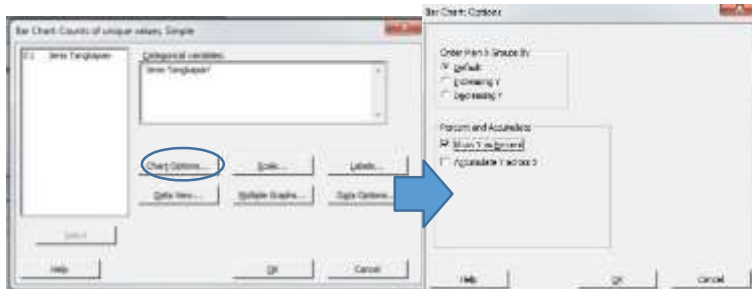 Bar Chart: Counts of unique values, Simple
C1 Jenis Tangkapan
Categorical variables:
'Jenis Tangkapan'
Chart Options...
Scale...
Labels...
Data View...
Multiple Graphs...
Data Options...
Select
Help
OK
Cancel
Bar Chart: Options
Order Main X Groups By
Default
Increasing Y
Decreasing Y
Percent and Accumulate
Show Y as Percent
Accumulate Y across X
Help
OK
Cancel